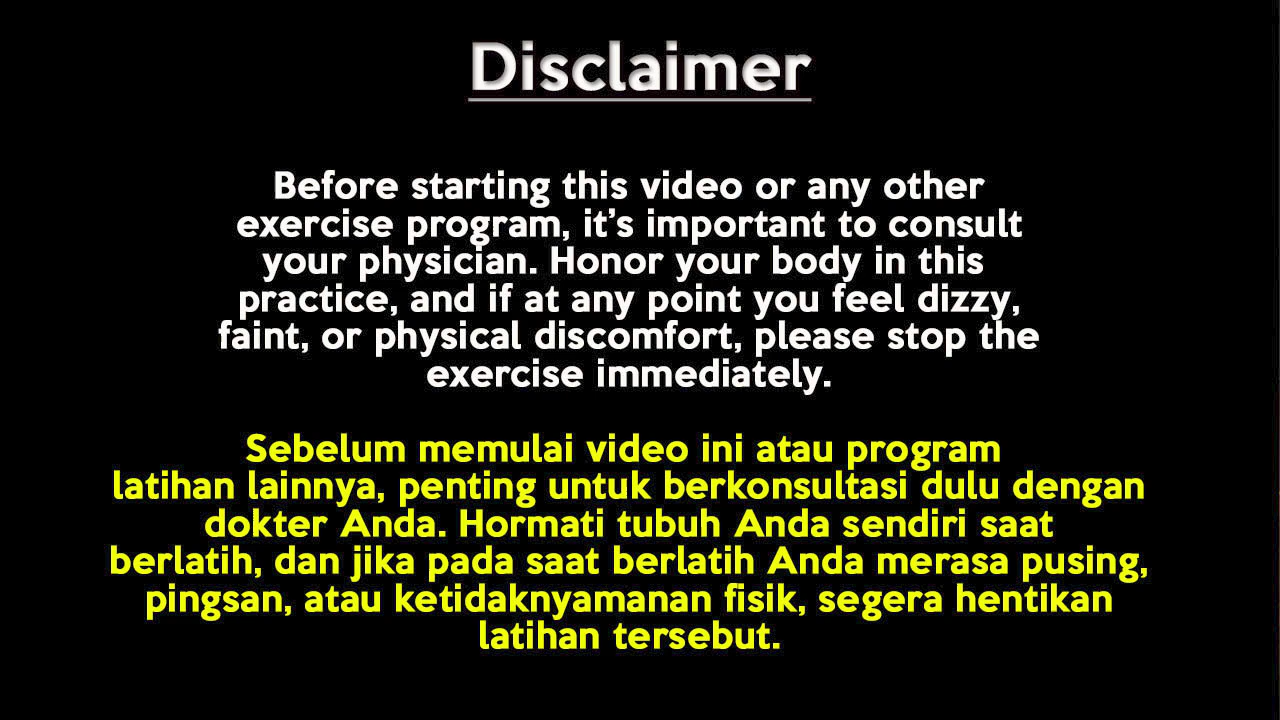 Disclaimer
Before starting this video or any other
exercise program, it's important to consult
your physician. Honor your body in this
practice, and if at any point you feel dizzy,
faint, or physical discomfort, please stop the
exercise immediately.
Sebelum memulai video ini atau program
latihan lainnya, penting untuk berkonsultasi dulu dengan
dokter Anda. Hormati tubuh Anda sendiri saat
berlatih, dan jika pada saat berlatih Anda merasa pusing,
pingsan, atau ketidaknyamanan fisik, segera hentikan
latihan tersebut.